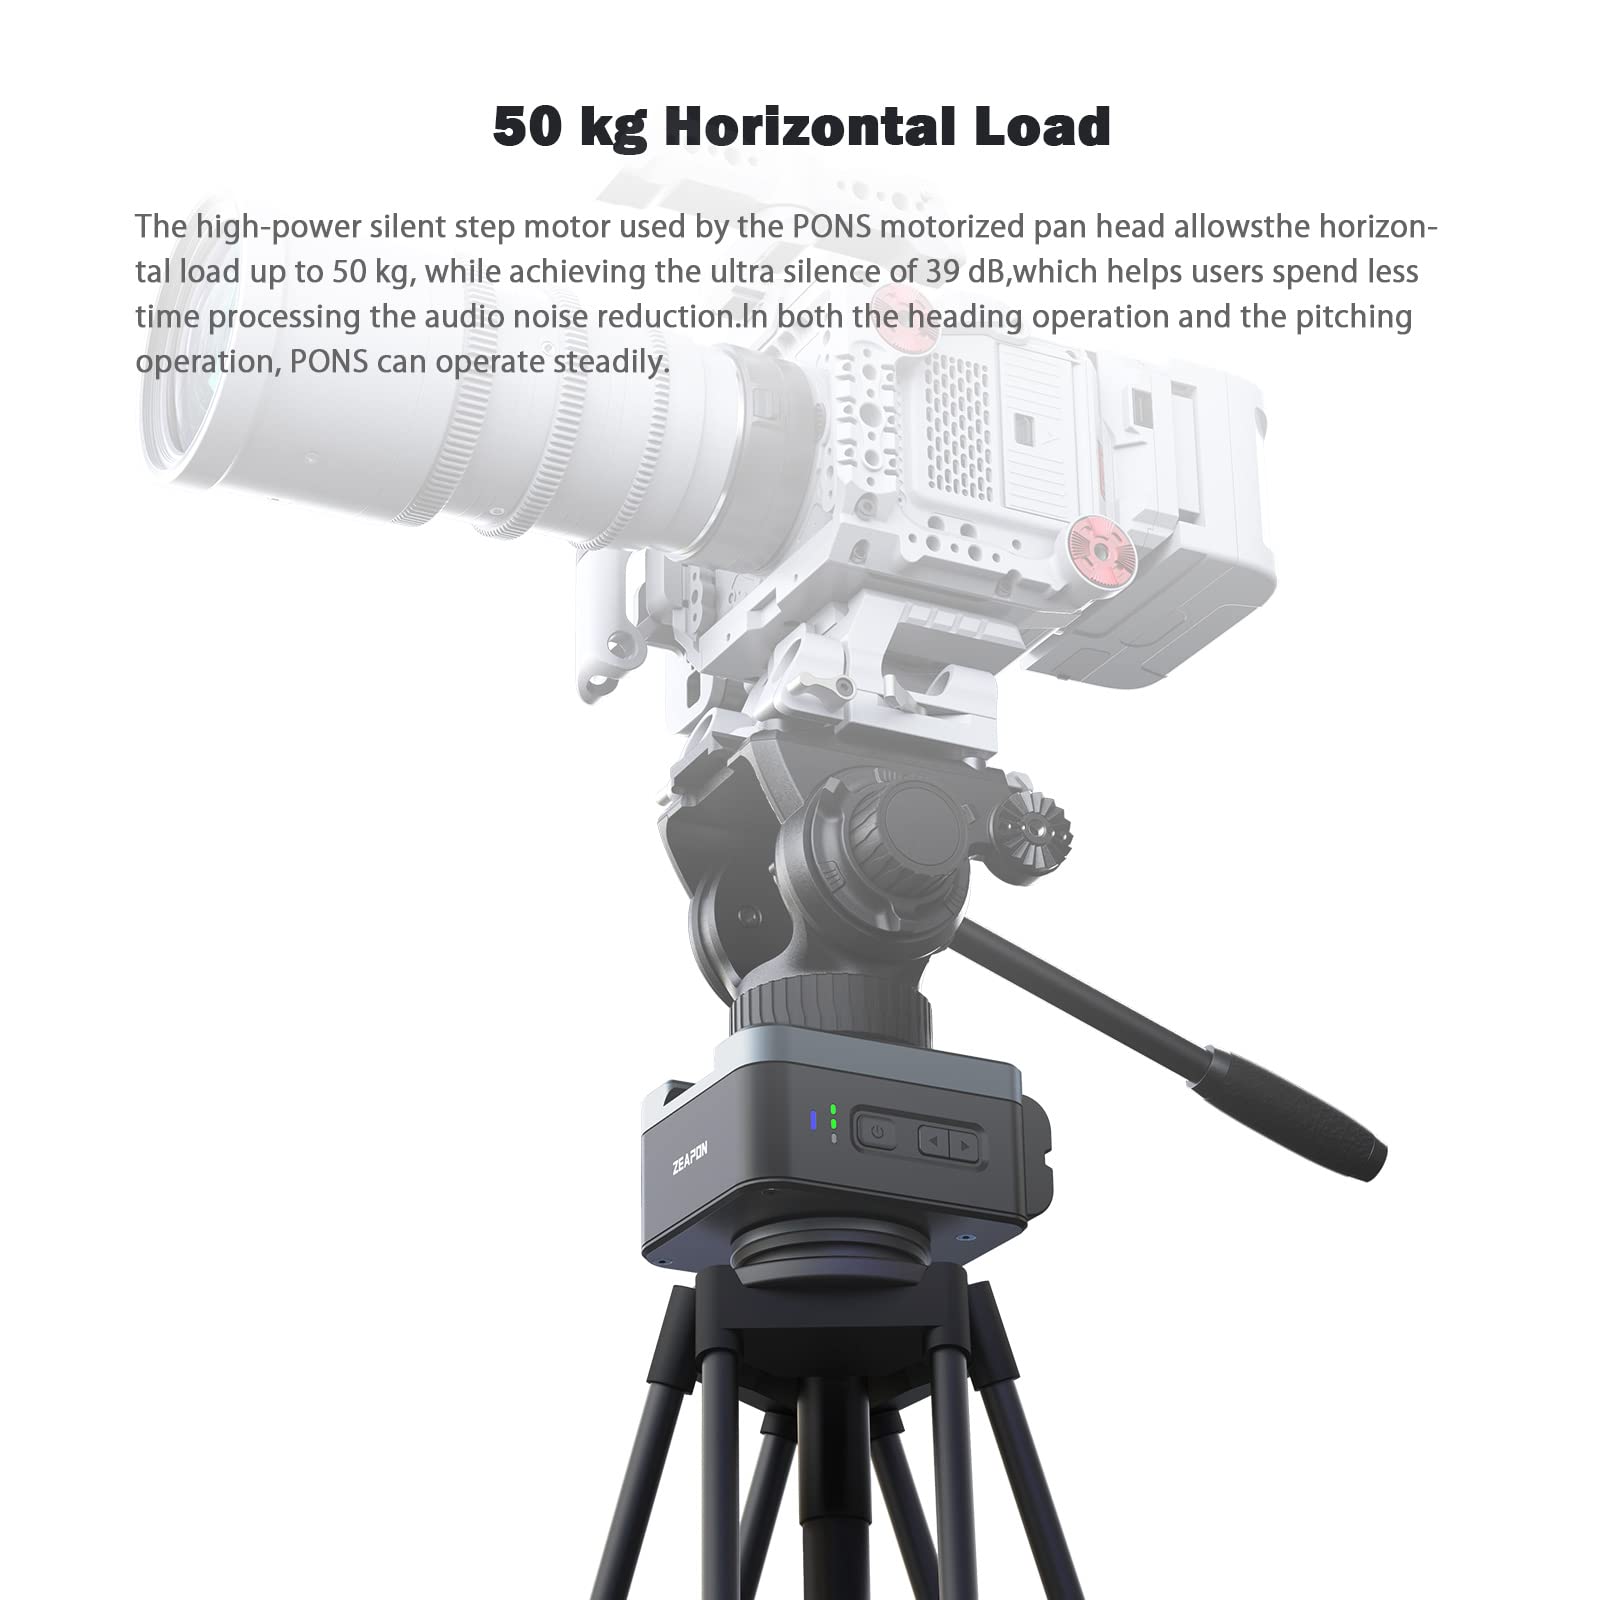 50 kg Horizontal Load
The high-power silent step motor used by the PONS motorized pan head allowsthe horizon-
tal load up to 50 kg, while achieving the ultra silence of 39 dB,which helps users spend less
time processing the audio noise reduction.In both the heading operation and the pitching
operation, PONS can operate steadily.
ZEAPON